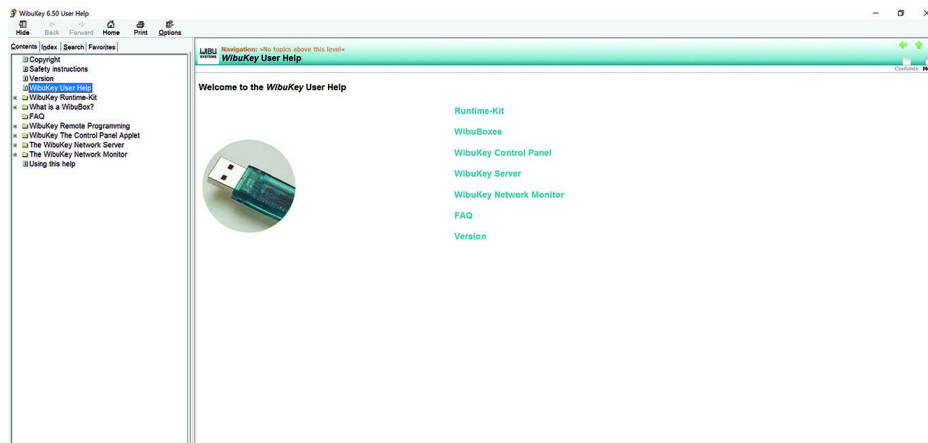 WibuKey 6.50 User Help
Hide Back Forward Home Print Options
Contents Index Search Favorites
Copyright
Safety instructions
Version
WibuKey User Help
WibuKey Runtime-Kit
What is a WibuBox?
FAQ
WibuKey Remote Programming
WibuKey The Control Panel Applet
The WibuKey Network Server
The WibuKey Network Monitor
Using this help
WIBU
SYSTEMS
Navigation: »No topics above this level«
WibuKey User Help
Contents
Welcome to the WibuKey User Help
Runtime-Kit
WibuBoxes
WibuKey Control Panel
WibuKey Server
WibuKey Network Monitor
FAQ
Version